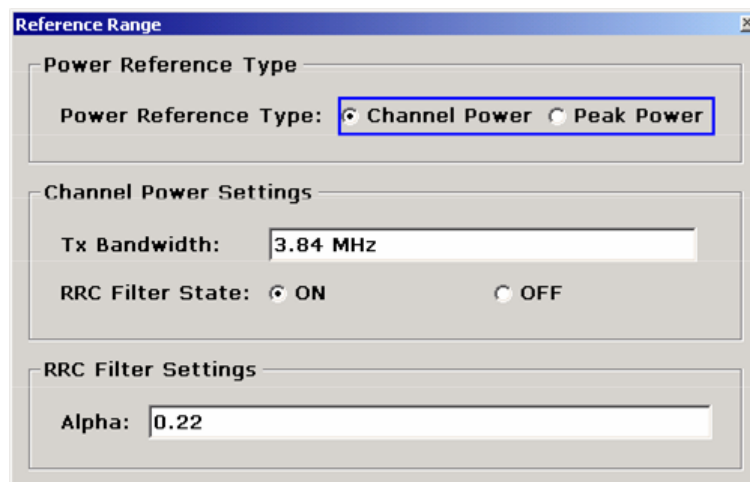 Reference Range
Power Reference Type
Power Reference Type: Channel Power Peak Power
Channel Power Settings
Tx Bandwidth: 3.84 MHz
RRC Filter State: ON OFF
RRC Filter Settings
Alpha: 0.22